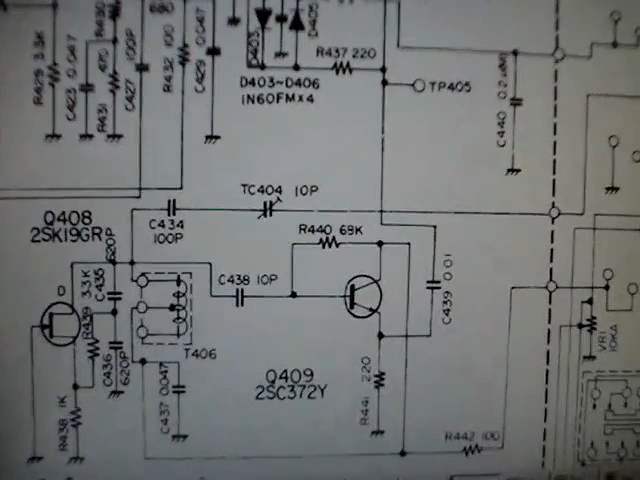 R429 3.3K
C423 0.047
R431 470
R430
C427 100P
680
R432 100
C429 0.047
D403
D405
R437 220
D403~D406
IN60FM×4
TP405
C440
TC404 10P
C434
100P
R440 68K
Q408
2SK19GR
620P
C435
3.3K
R439
D
C438 10P
C439 0.01
T406
C436
620P
C437 0.047
Q409
2SC372Y
R441 220
R438 1K
R442 100
VR1
10KA